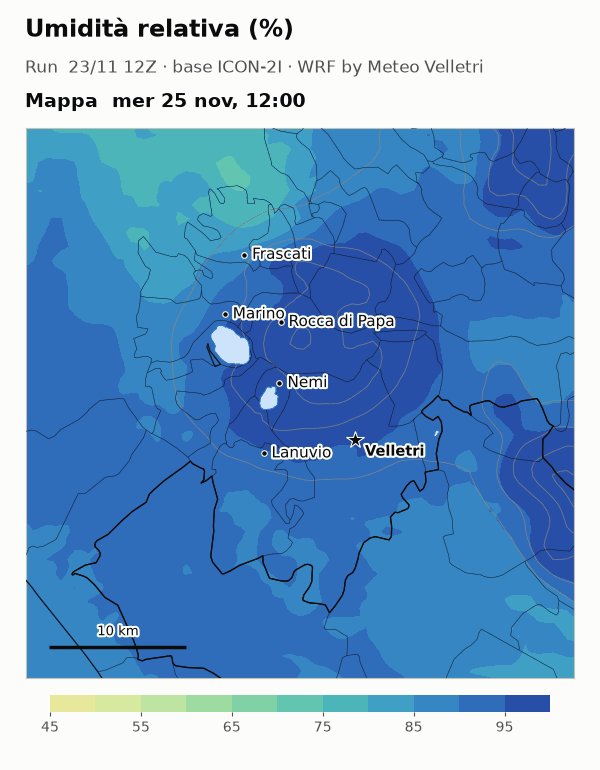 Umidità relativa (%)
Run  23/11 12Z · base ICON-2I · WRF by Meteo Velletri
Mappa  mer 25 nov, 12:00
Frascati
Marino
Rocca di Papa
Nemi
Velletri
Lanuvio
10 km
45 55 65 75 85 95